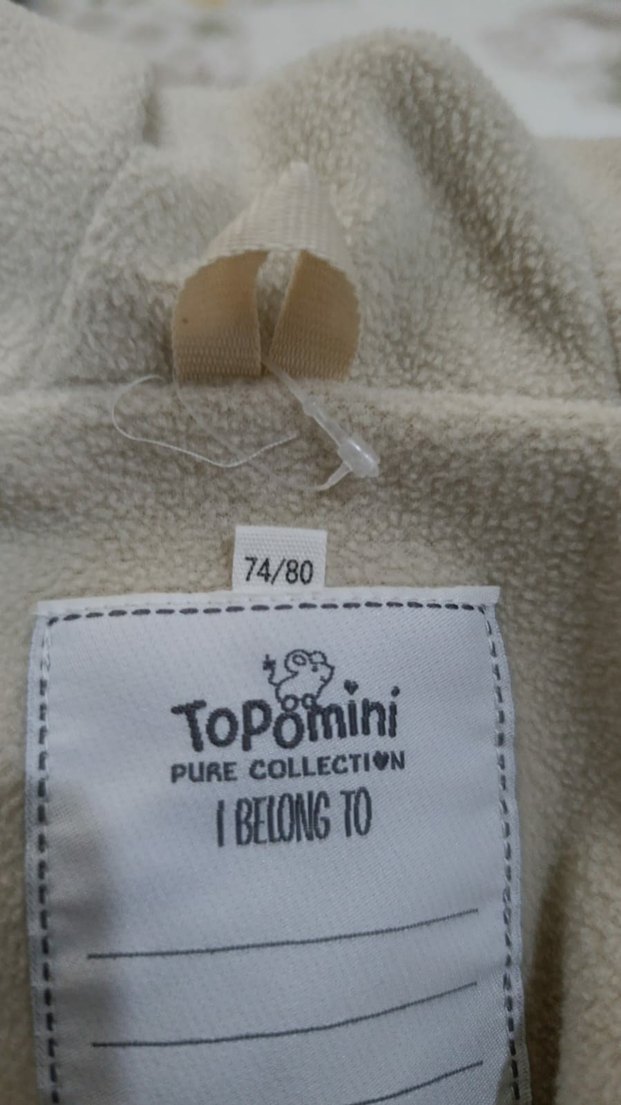 74/80
Topomini
PURE COLLECTION
I BELONG TO